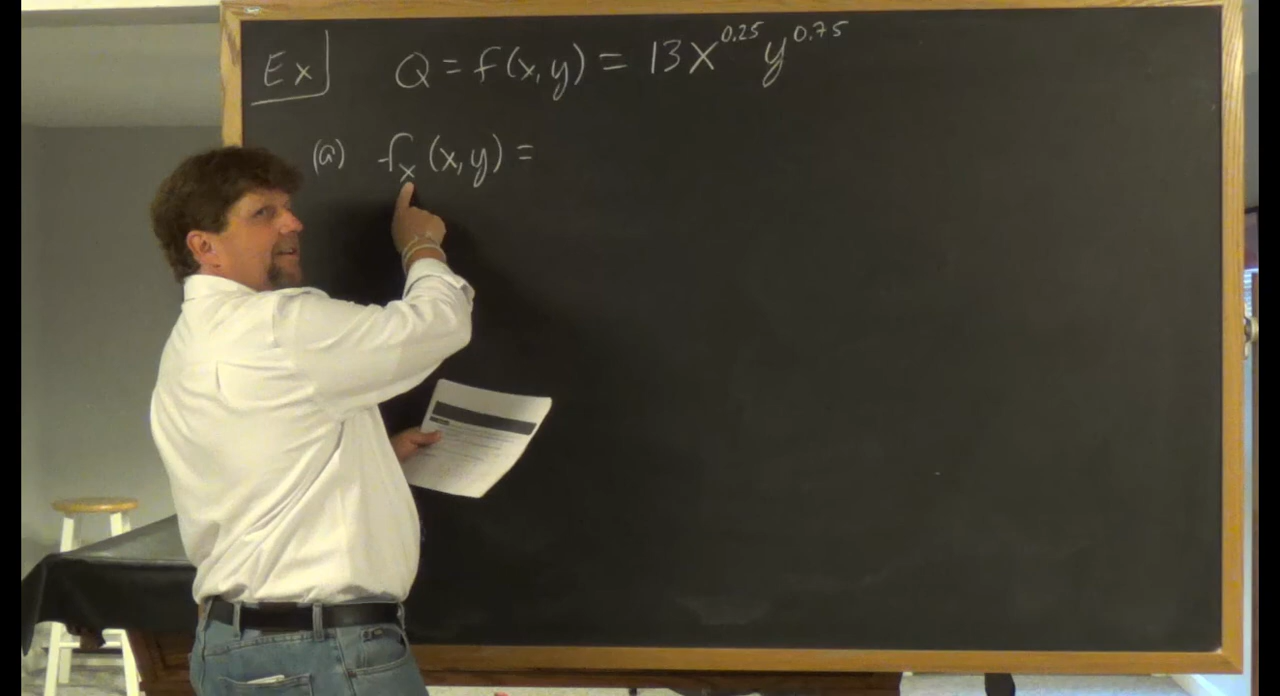 Ex Q = f(x,y) = 13x^0.25 y^0.75
(a) f_x (x,y) =